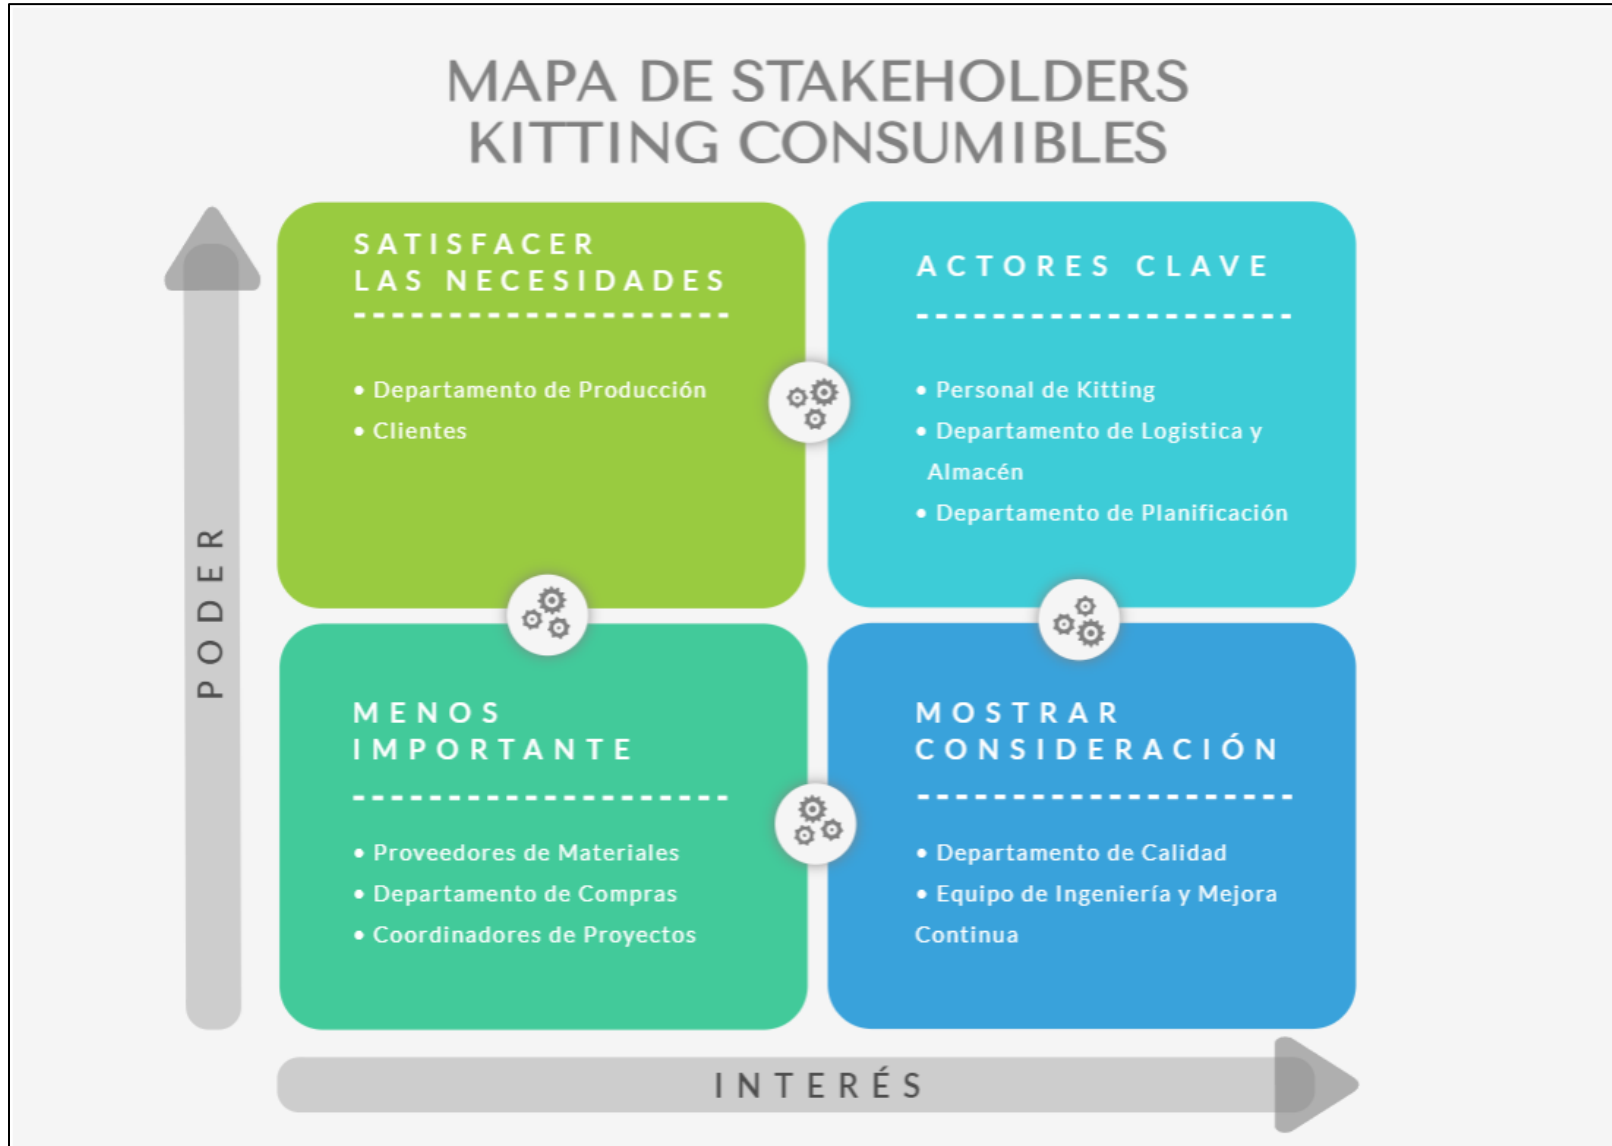 MAPA DE STAKEHOLDERS
KITTING CONSUMIBLES
SATISFACER
LAS NECESIDADES
• Departamento de Producción
• Clientes
ACTORES CLAVE
• Personal de Kitting
• Departamento de Logistica y
Almacén
• Departamento de Planificación
PODER
MENOS
IMPORTANTE
• Proveedores de Materiales
• Departamento de Compras
• Coordinadores de Proyectos
MOSTRAR
CONSIDERACIÓN
• Departamento de Calidad
• Equipo de Ingeniería y Mejora
Continua
INTERÉS